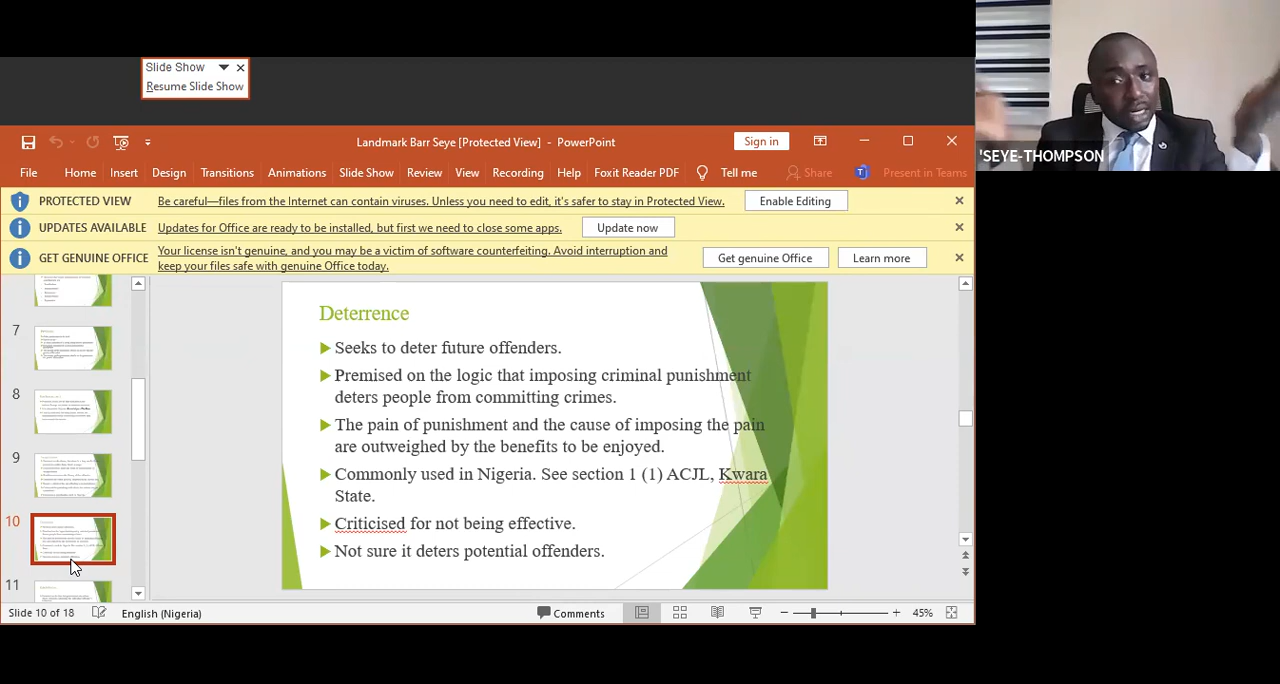 Slide Show
Resume Slide Show
'SEYE-THOMPSON
Landmark Barr Seye [Protected View] - PowerPoint
Sign in
File Home Insert Design Transitions Animations Slide Show Review View Recording Help Foxit Reader PDF Tell me Share Present in Teams
PROTECTED VIEW Be careful—files from the Internet can contain viruses. Unless you need to edit, it's safer to stay in Protected View. Enable Editing
UPDATES AVAILABLE Updates for Office are ready to be installed, but first we need to close some apps. Update now
GET GENUINE OFFICE Your license isn't genuine, and you may be a victim of software counterfeiting. Avoid interruption and
keep your files safe with genuine Office today. Get genuine Office Learn more
7
8
9
10
11
Deterrence
Seeks to deter future offenders.
Premised on the logic that imposing criminal punishment
deters people from committing crimes.
The pain of punishment and the cause of imposing the pain
are outweighed by the benefits to be enjoyed.
Commonly used in Nigeria. See section 1 (1) ACJL, Kwara
State.
Criticised for not being effective.
Not sure it deters potential offenders.
Slide 10 of 18 English (Nigeria) Comments 45%